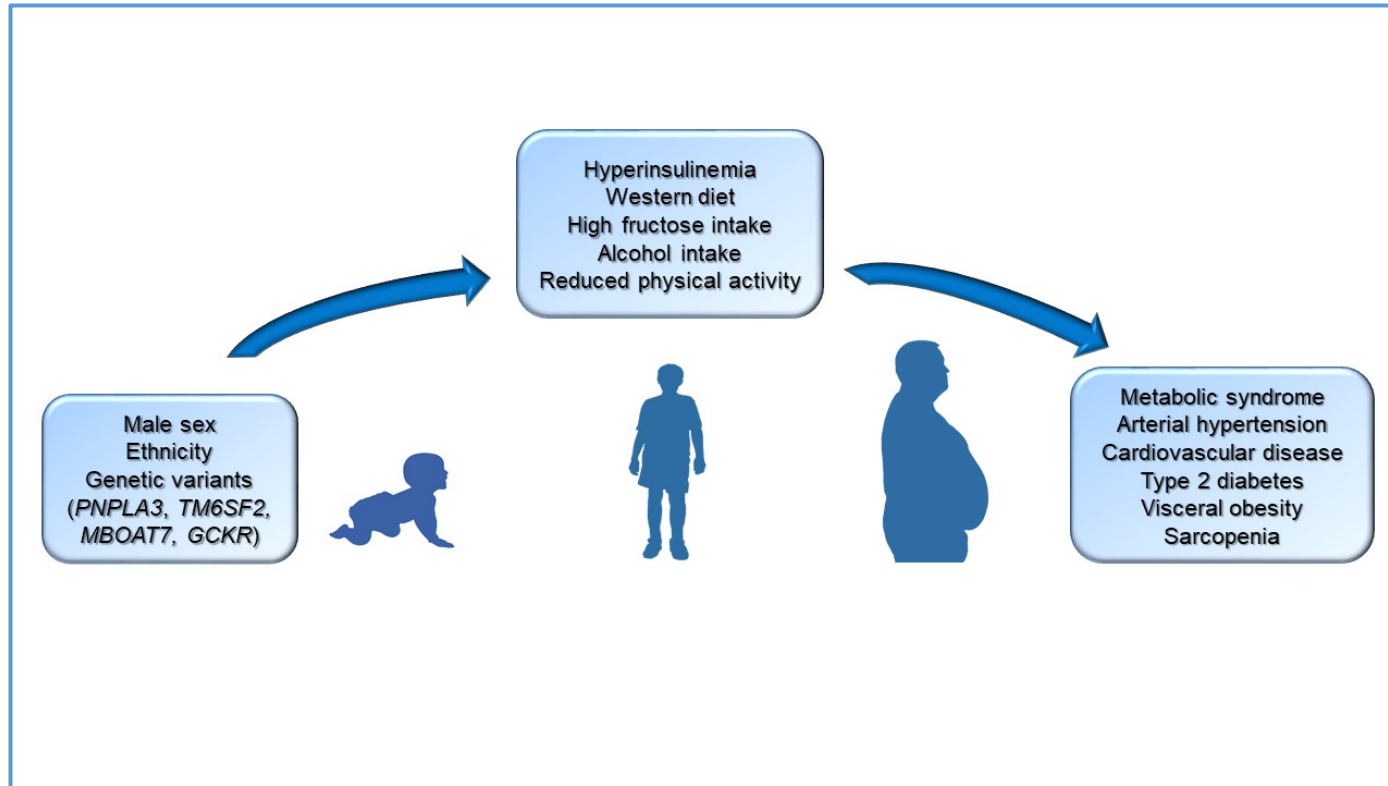 Male sex
Ethnicity
Genetic variants
(PNPLA3, TM6SF2,
MBOAT7, GCKR)
Hyperinsulinemia
Western diet
High fructose intake
Alcohol intake
Reduced physical activity
Metabolic syndrome
Arterial hypertension
Cardiovascular disease
Type 2 diabetes
Visceral obesity
Sarcopenia